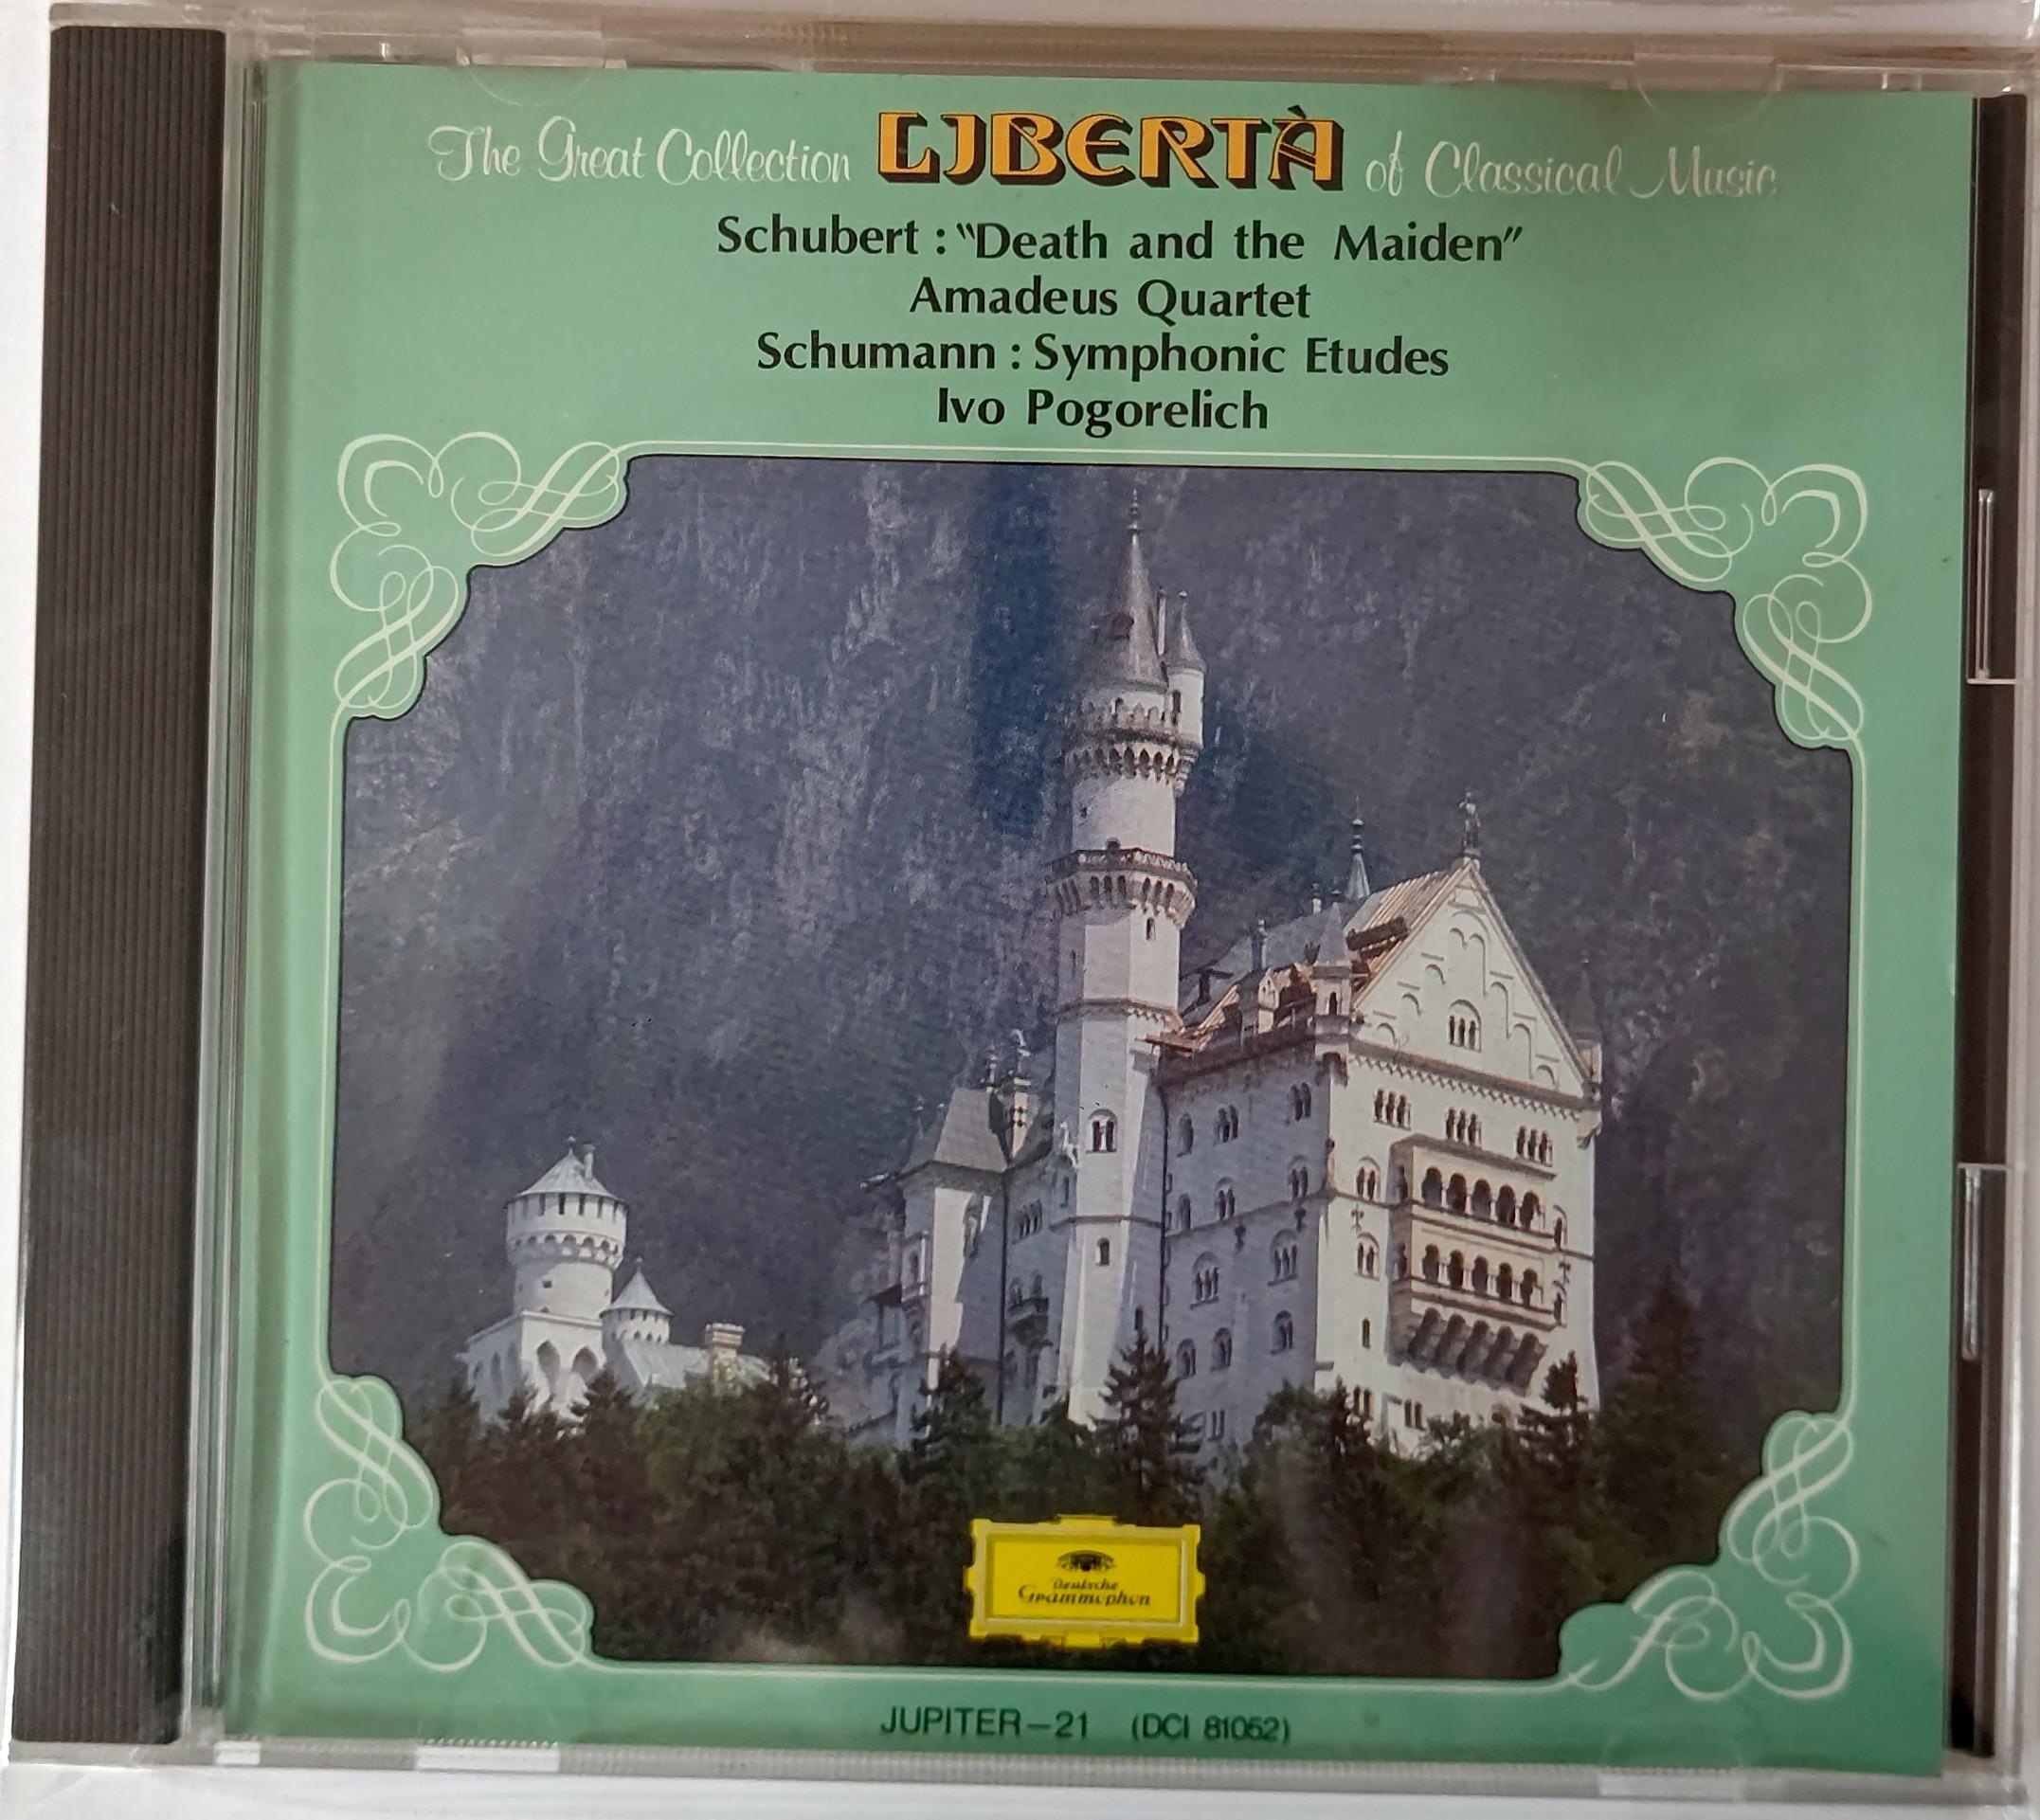 The Great Collection LIBERTÀ of Classical Music
Schubert : "Death and the Maiden"
Amadeus Quartet
Schumann : Symphonic Etudes
Ivo Pogorelich
Deutsche
Grammophon
JUPITER-21 (DCI 81052)